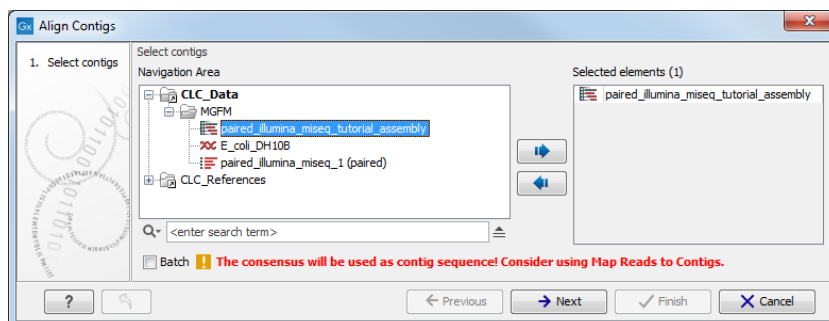 Gx Align Contigs
1. Select contigs
Select contigs
Navigation Area
CLC_Data
MGFM
paired_illumina_miseq_tutorial_assembly
E_coli_DH10B
paired_illumina_miseq_1 (paired)
CLC_References
<enter search term>
Batch ! The consensus will be used as contig sequence! Consider using Map Reads to Contigs.
Selected elements (1)
paired_illumina_miseq_tutorial_assembly
? Previous Next Finish Cancel